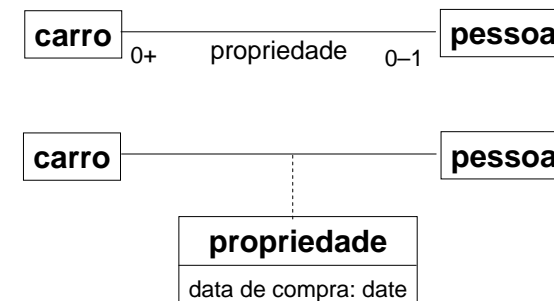 carro pessoa
0+ propriedade 0–1
carro pessoa
propriedade
data de compra: date